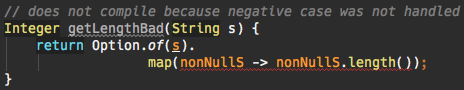 // does not compile because negative case was not handled
Integer getLengthBad(String s) {
    return Option.of(s).
                    map(nonNullS -> nonNullS.length());
}